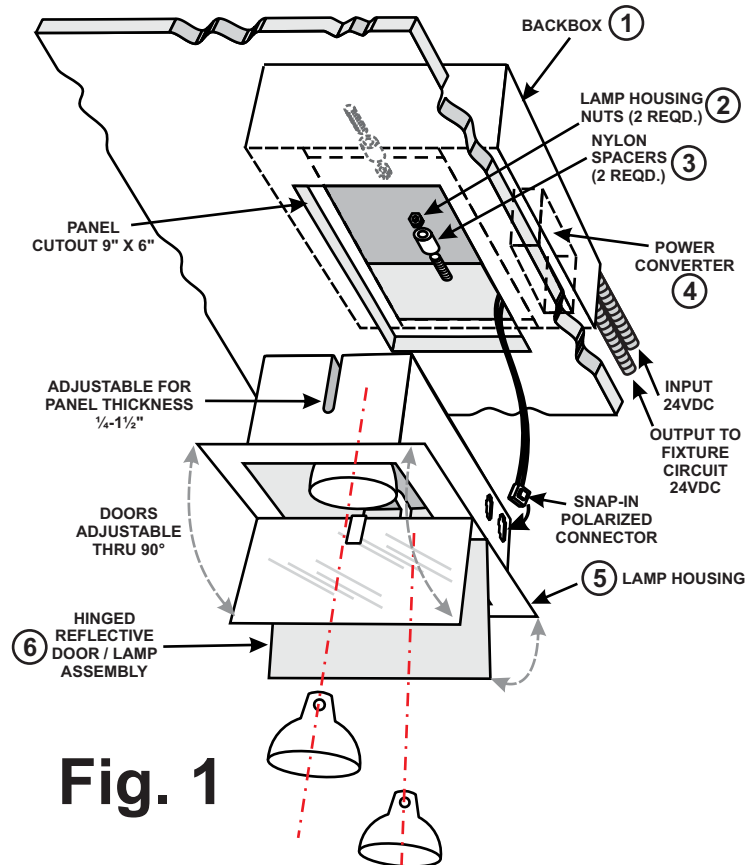 BACKBOX 1
LAMP HOUSING
NUTS (2 REQD.) 2
NYLON
SPACERS
(2 REQD.) 3
PANEL
CUTOUT 9" X 6"
POWER
CONVERTER
4
INPUT
24VDC
ADJUSTABLE FOR
PANEL THICKNESS
¼-1½"
OUTPUT TO
FIXTURE
CIRCUIT
24VDC
DOORS
ADJUSTABLE
THRU 90°
SNAP-IN
POLARIZED
CONNECTOR
5 LAMP HOUSING
6
HINGED
REFLECTIVE
DOOR / LAMP
ASSEMBLY
Fig. 1